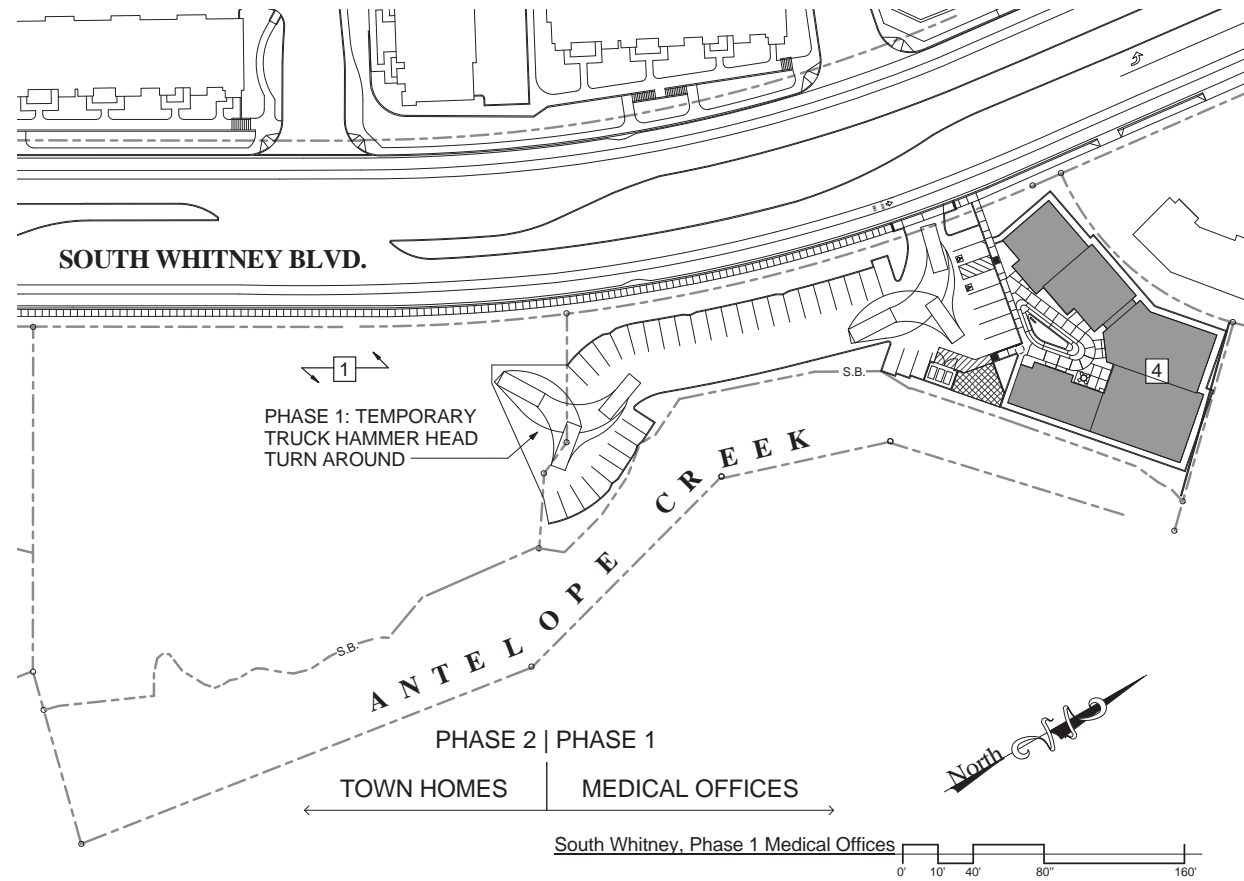 SOUTH WHITNEY BLVD.
1
PHASE 1: TEMPORARY
TRUCK HAMMER HEAD
TURN AROUND
S.B.
4
S.B.
ANTELOPE CREEK
PHASE 2 | PHASE 1
TOWN HOMES
MEDICAL OFFICES
North
South Whitney, Phase 1 Medical Offices
0' 10' 40' 80" 160'